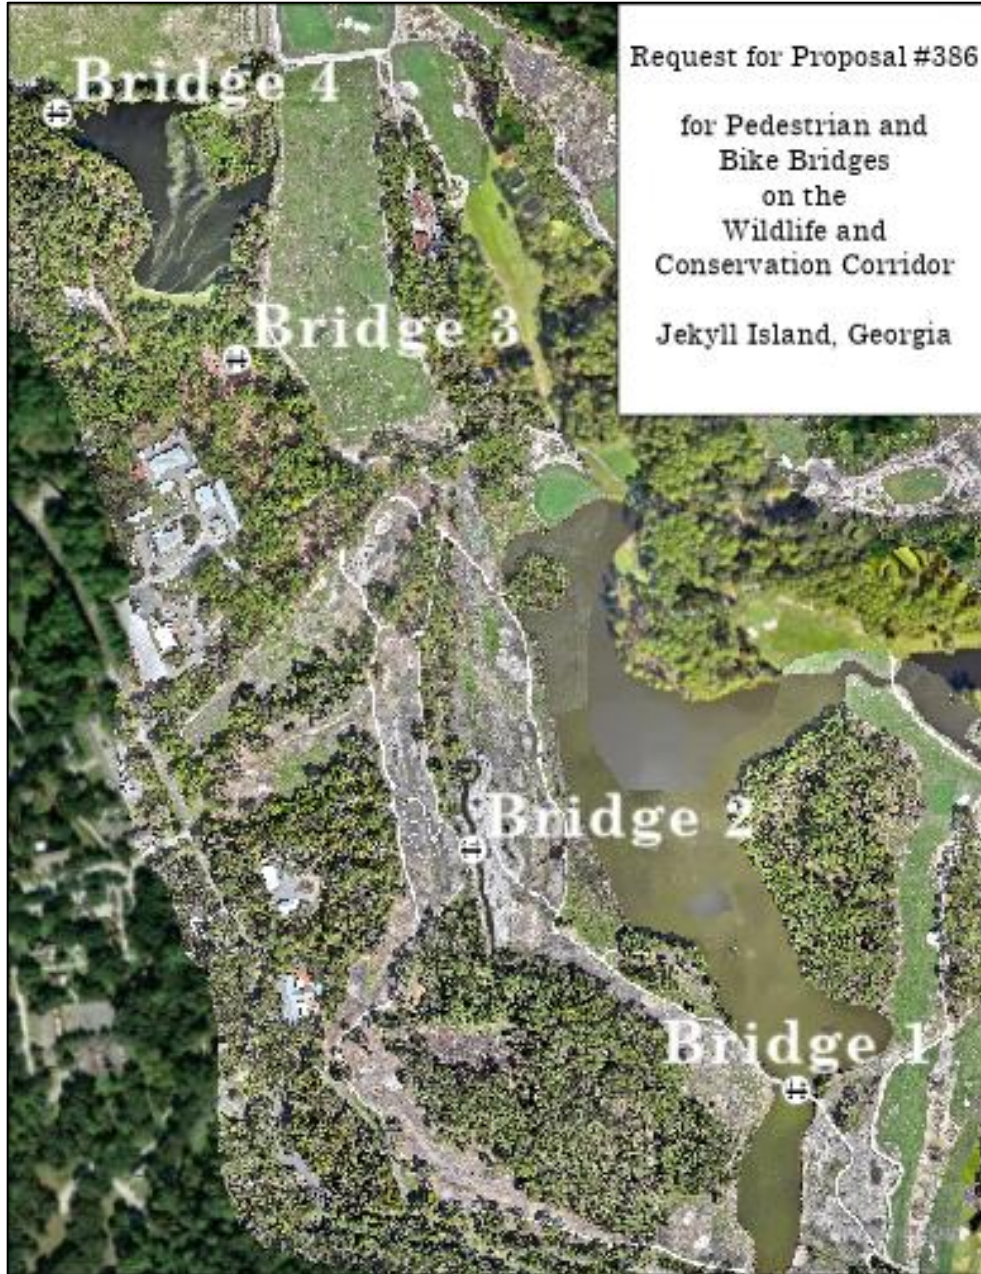 Request for Proposal #386
for Pedestrian and
Bike Bridges
on the
Wildlife and
Conservation Corridor
Jekyll Island, Georgia
Bridge 4
Bridge 3
Bridge 2
Bridge 1